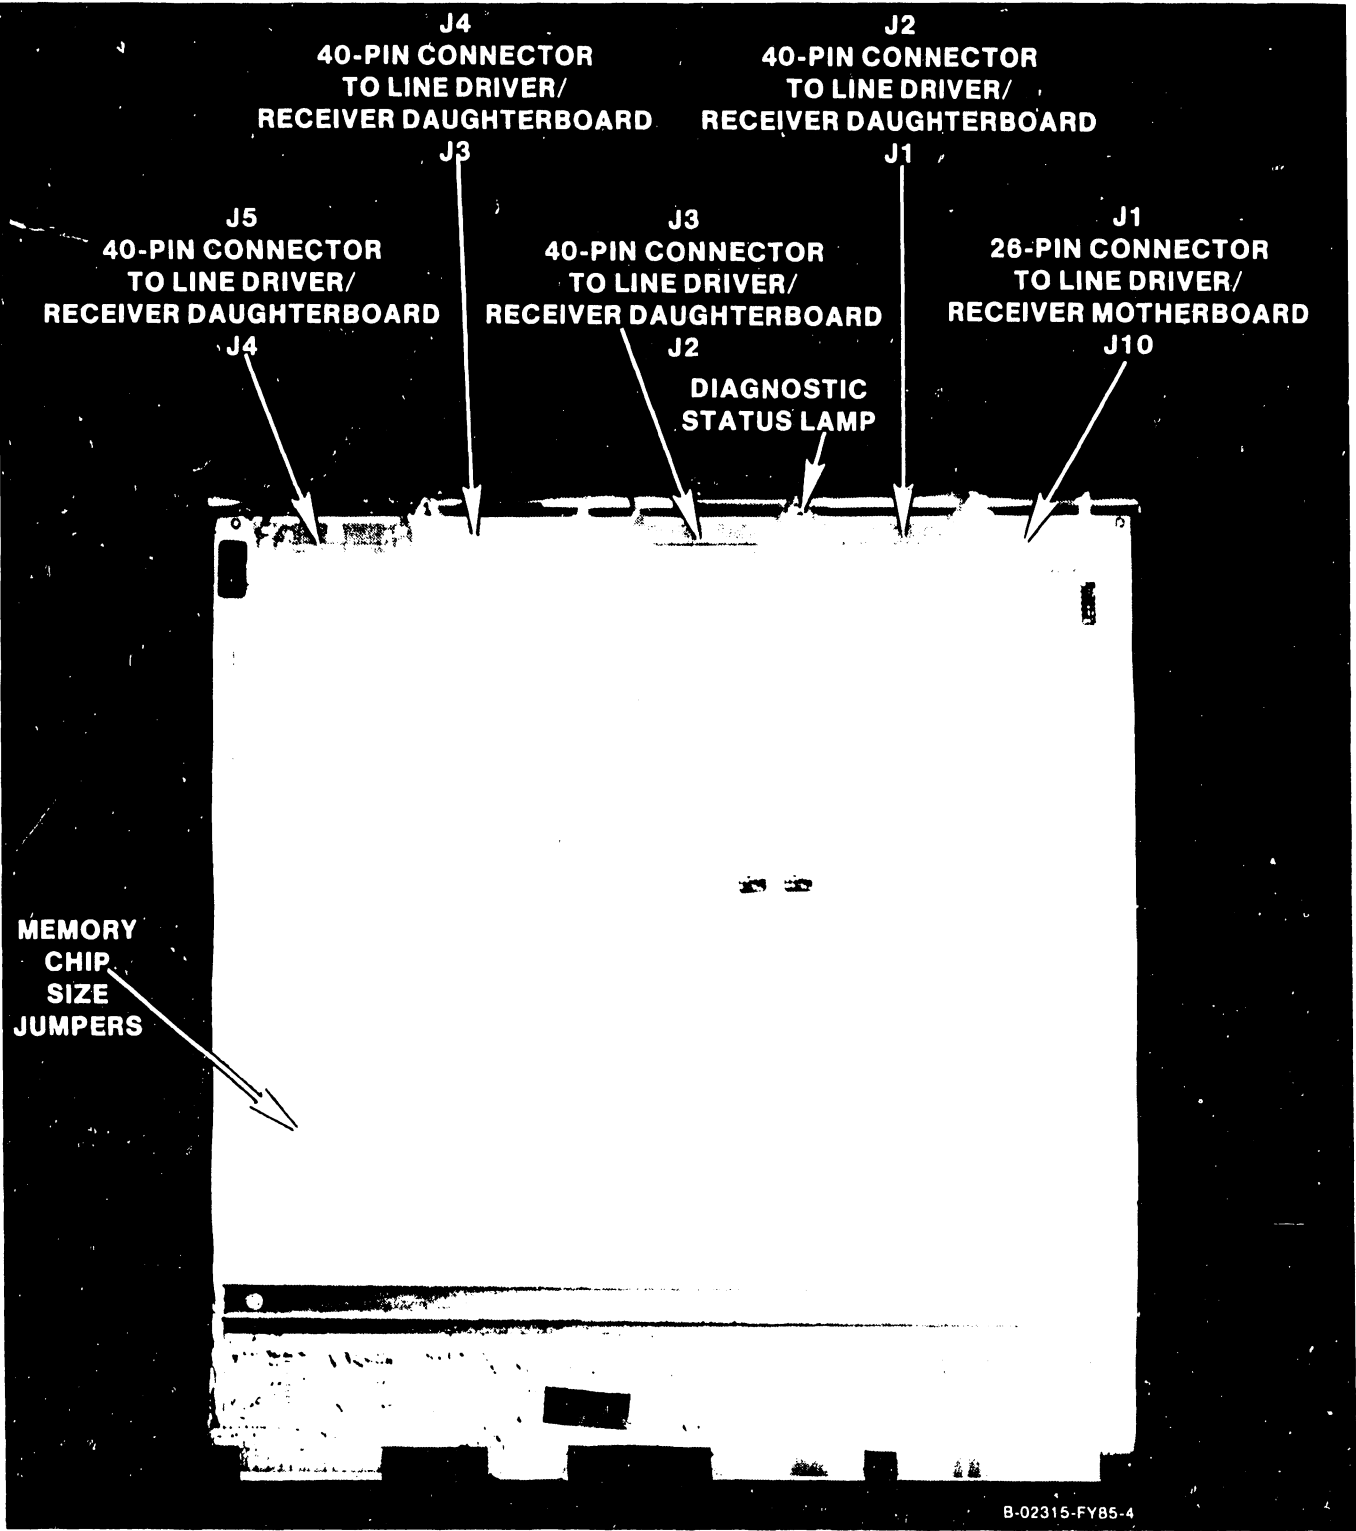 J4
40-PIN CONNECTOR
TO LINE DRIVER/
RECEIVER DAUGHTERBOARD
J3
J2
40-PIN CONNECTOR
TO LINE DRIVER/
RECEIVER DAUGHTERBOARD
J1
J5
40-PIN CONNECTOR
TO LINE DRIVER/
RECEIVER DAUGHTERBOARD
J4
J3
40-PIN CONNECTOR
TO LINE DRIVER/
RECEIVER DAUGHTERBOARD
J2
J1
26-PIN CONNECTOR
TO LINE DRIVER/
RECEIVER MOTHERBOARD
J10
DIAGNOSTIC
STATUS LAMP
MEMORY
CHIP
SIZE
JUMPERS
B-02315-FY85-4